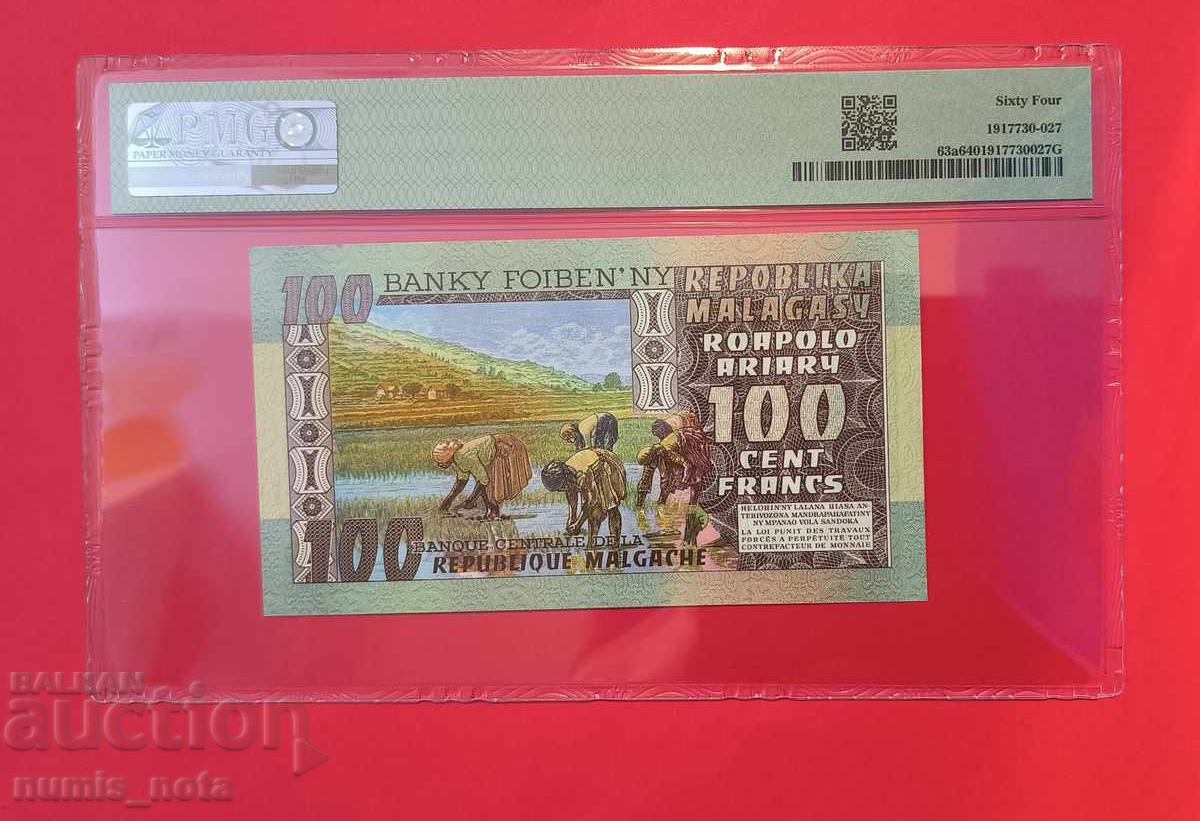 PMG
PAPER MONEY GUARANTY
Sixty Four
1917730-027
63a6401917730027G
100
BANKY FOIBEN'NY
REPOBLIKA
MALAGASY
ROAPOLO
ARIARY
100
CENT
FRANCS
HELOHIN'NY LALANA HIASA AN-
TERIVOZONA MANDRAPAHAFATINY
NY MPANAO VOLA SANDOKA
LA LOI PUNIT DES TRAVAUX
FORCÉS A PERPÉTUITE TOUT
CONTREFACTEUR DE MONNAIE
100
BANQUE CENTRALE DE LA
REPUBLIQUE MALGACHE
BALKAN
auction
numis_nota